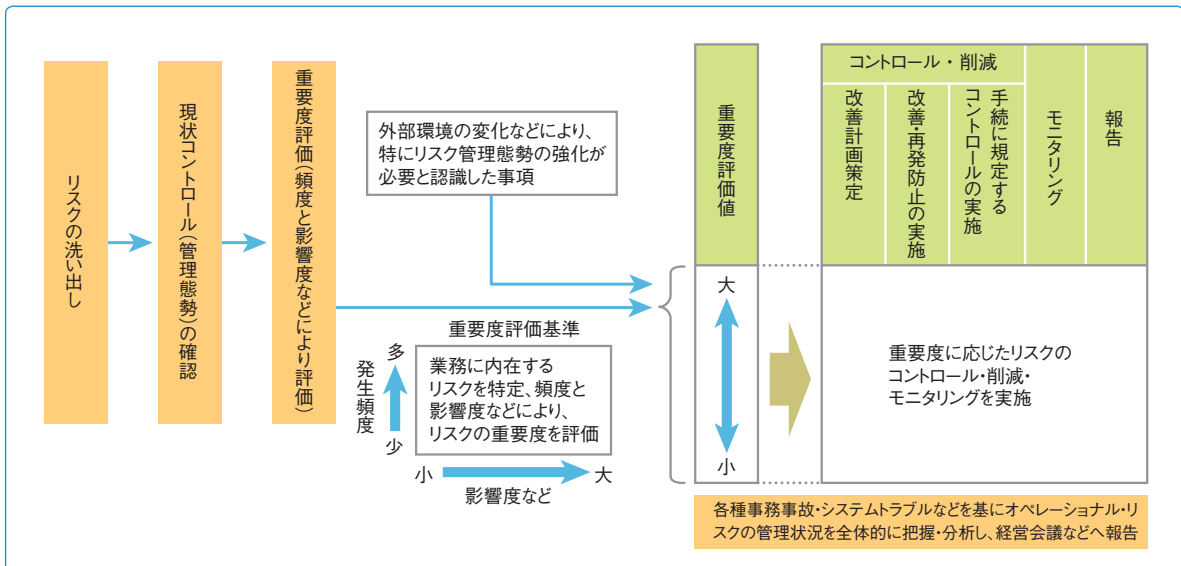 リスクの洗い出し
現状コントロール(管理態勢)の確認
重要度評価(頻度と影響度などにより評価)
外部環境の変化などにより、
特にリスク管理態勢の強化が
必要と認識した事項
重要度評価基準
発生頻度
多
少
業務に内在する
リスクを特定、頻度と
影響度などにより、
リスクの重要度を評価
小
大
影響度など
重要度評価値
大
小
コントロール・削減
改善計画策定
改善・再発防止の実施
手続に規定する
コントロールの実施
モニタリング
報告
重要度に応じたリスクの
コントロール・削減・
モニタリングを実施
各種事務事故・システムトラブルなどを基にオペレーショナル・リ
スクの管理状況を全体的に把握・分析し、経営会議などへ報告